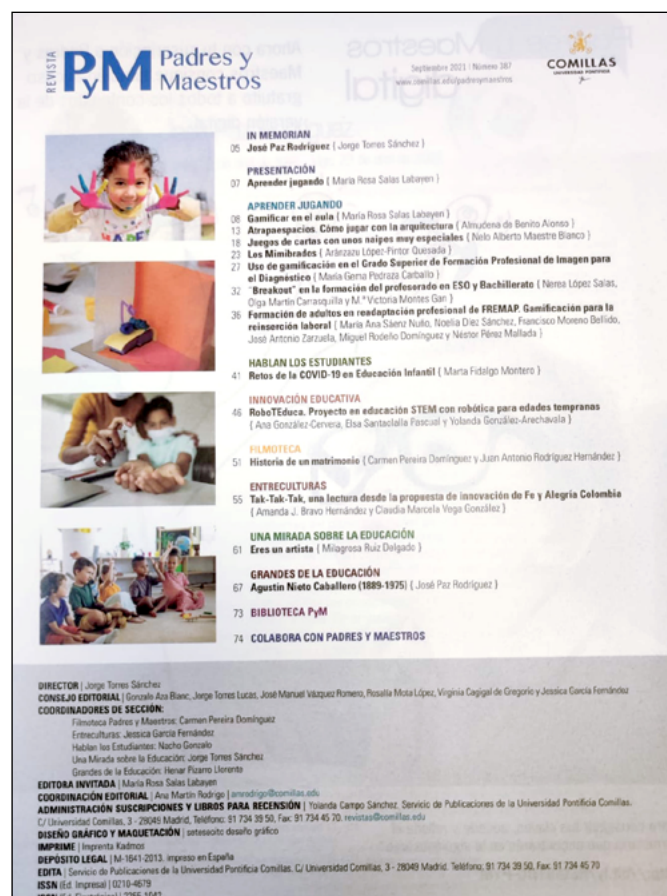 REVISTA
PyM Padres y
Maestros
Septiembre 2021 | Número 387
www.comillas.edu/padresymaestros
COMILLAS
UNIVERSIDAD PONTIFICIA
IN MEMORIAN
05 José Paz Rodríguez { Jorge Torres Sánchez }
PRESENTACIÓN
07 Aprender jugando { María Rosa Salas Labayen }
APRENDER JUGANDO
08 Gamificar en el aula { María Rosa Salas Labayen }
13 Atrapaespacios. Cómo jugar con la arquitectura { Almudena de Benito Alonso }
18 Juegos de cartas con unos naipes muy especiales { Nelo Alberto Maestre Blanco }
23 Los Mimibrados { Aránzazu López-Pintor Quesada }
27 Uso de gamificación en el Grado Superior de Formación Profesional de Imagen para
el Diagnóstico { María Gema Pedraza Carballo }
32 "Breakout" en la formación del profesorado en ESO y Bachillerato { Nerea López Salas,
Olga Martín Carrasquilla y M.ª Victoria Montes Gan }
36 Formación de adultos en readaptación profesional de FREMAP. Gamificación para la
reinserción laboral { María Ana Sáenz Nuño, Noelia Díez Sánchez, Francisco Moreno Bellido,
José Antonio Zarzuela, Miguel Rodeño Domínguez y Néstor Pérez Mallada }
HABLAN LOS ESTUDIANTES
41 Retos de la COVID-19 en Educación Infantil { Marta Fidalgo Montero }
INNOVACIÓN EDUCATIVA
46 RoboTEduca. Proyecto en educación STEM con robótica para edades tempranas
{ Ana González-Cervera, Elsa Santaolalla Pascual y Yolanda González-Arechavala }
FILMOTECA
51 Historia de un matrimonio { Carmen Pereira Domínguez y Juan Antonio Rodríguez Hernández }
ENTRECULTURAS
55 Tak-Tak-Tak, una lectura desde la propuesta de innovación de Fe y Alegría Colombia
{ Amanda J. Bravo Hernández y Claudia Marcela Vega González }
UNA MIRADA SOBRE LA EDUCACIÓN
61 Eres un artista { Milagrosa Ruiz Delgado }
GRANDES DE LA EDUCACIÓN
67 Agustín Nieto Caballero (1889-1975) { José Paz Rodríguez }
73 BIBLIOTECA PyM
74 COLABORA CON PADRES Y MAESTROS
DIRECTOR | Jorge Torres Sánchez
CONSEJO EDITORIAL | Gonzalo Aza Blanc, Jorge Torres Lucas, José Manuel Vázquez Romero, Rosalía Mota López, Virginia Cagigal de Gregorio y Jessica García Fernández
COORDINADORES DE SECCIÓN:
Filmoteca Padres y Maestros: Carmen Pereira Domínguez
Entreculturas: Jessica García Fernández
Hablan los Estudiantes: Nacho Gonzalo
Una Mirada sobre la Educación: Jorge Torres Sánchez
Grandes de la Educación: Henar Pizarro Llorente
EDITORA INVITADA | María Rosa Salas Labayen
COORDINACIÓN EDITORIAL | Ana Martín Rodrigo | amrodrigo@comillas.edu
ADMINISTRACIÓN SUSCRIPCIONES Y LIBROS PARA RECENSIÓN | Yolanda Campo Sánchez. Servicio de Publicaciones de la Universidad Pontificia Comillas.
C/ Universidad Comillas, 3 - 28049 Madrid, Teléfono: 91 734 39 50, Fax: 91 734 45 70. revistas@comillas.edu
DISEÑO GRÁFICO Y MAQUETACIÓN | seteseoito deseño gráfico
IMPRIME | Imprenta Kadmos
DEPÓSITO LEGAL | M-1641-2013. impreso en España
EDITA | Servicio de Publicaciones de la Universidad Pontificia Comillas. C/ Universidad Comillas, 3 - 28049 Madrid. Teléfono: 91 734 39 50, Fax: 91 734 45 70
ISSN (Ed. Impresa) | 0210-4679